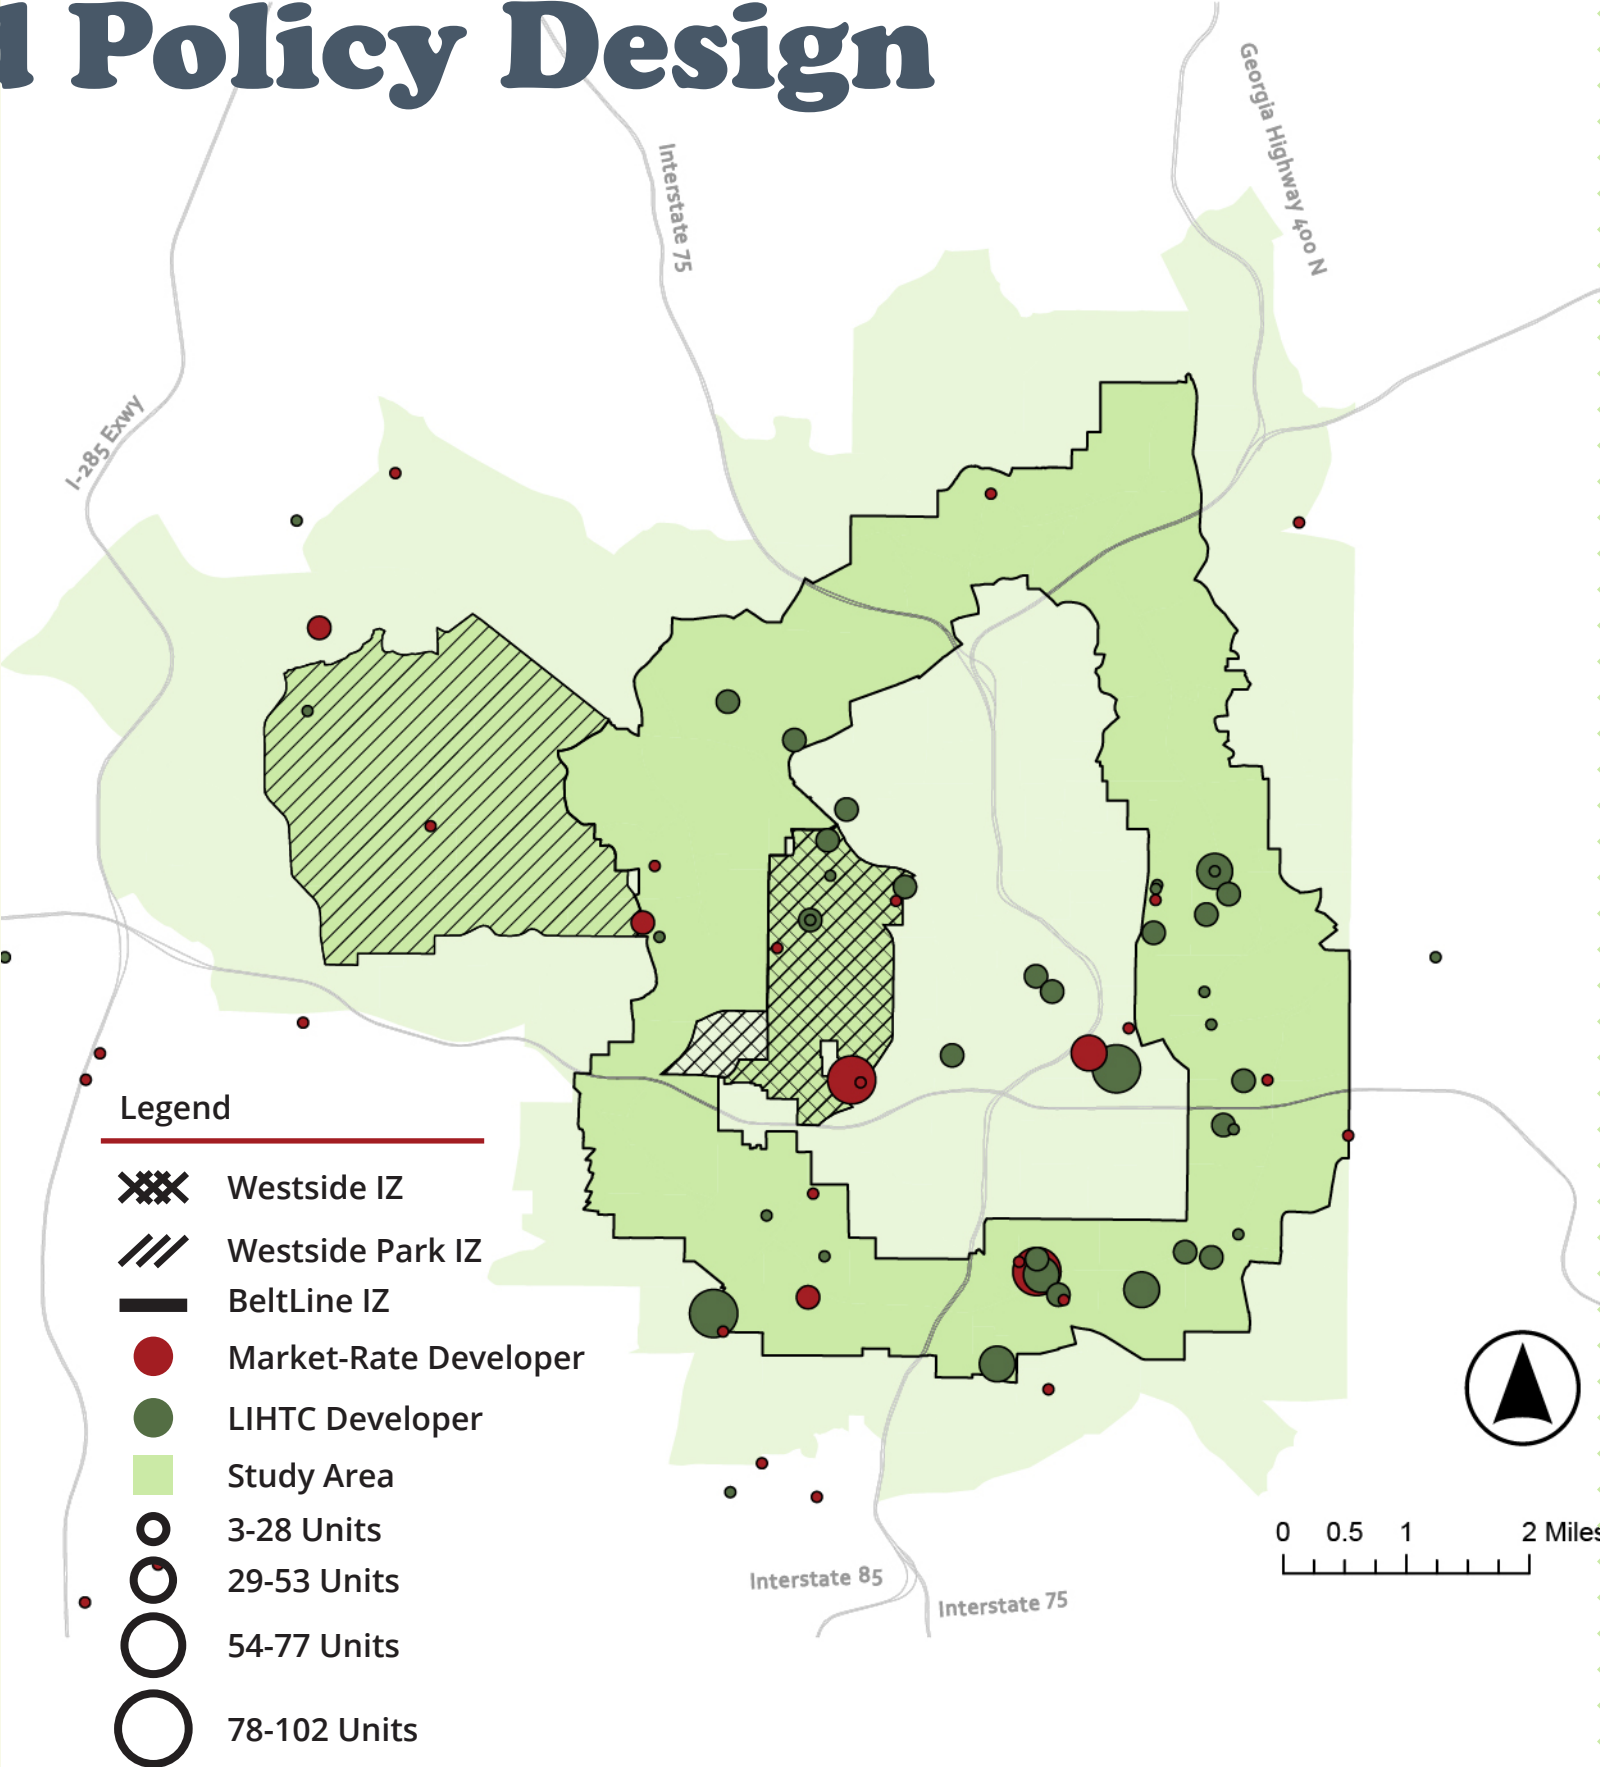 d Policy Design
Georgia Highway 400 N
Interstate 75
I-285 Exwy
Legend
Westside IZ
Westside Park IZ
BeltLine IZ
Market-Rate Developer
LIHTC Developer
Study Area
3-28 Units
29-53 Units
54-77 Units
78-102 Units
0 0.5 1 2 Miles
Interstate 85
Interstate 75